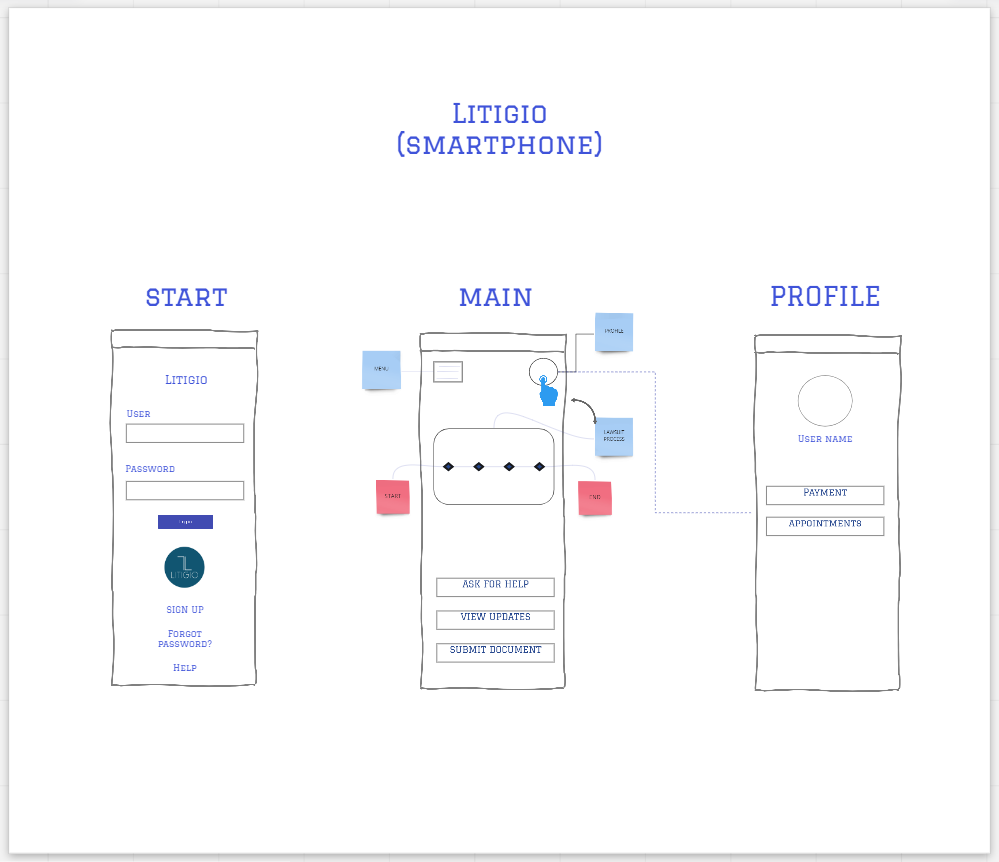 Litigio
(smartphone)
START
MAIN
PROFILE
Litigio
User
Password
Login
LITIGIO
SIGN UP
Forgot
password?
Help
MENU
PROFILE
LAWSUIT
PROCESS
START
END
ASK FOR HELP
VIEW UPDATES
SUBMIT DOCUMENT
User name
Payment
APPOINTMENTS